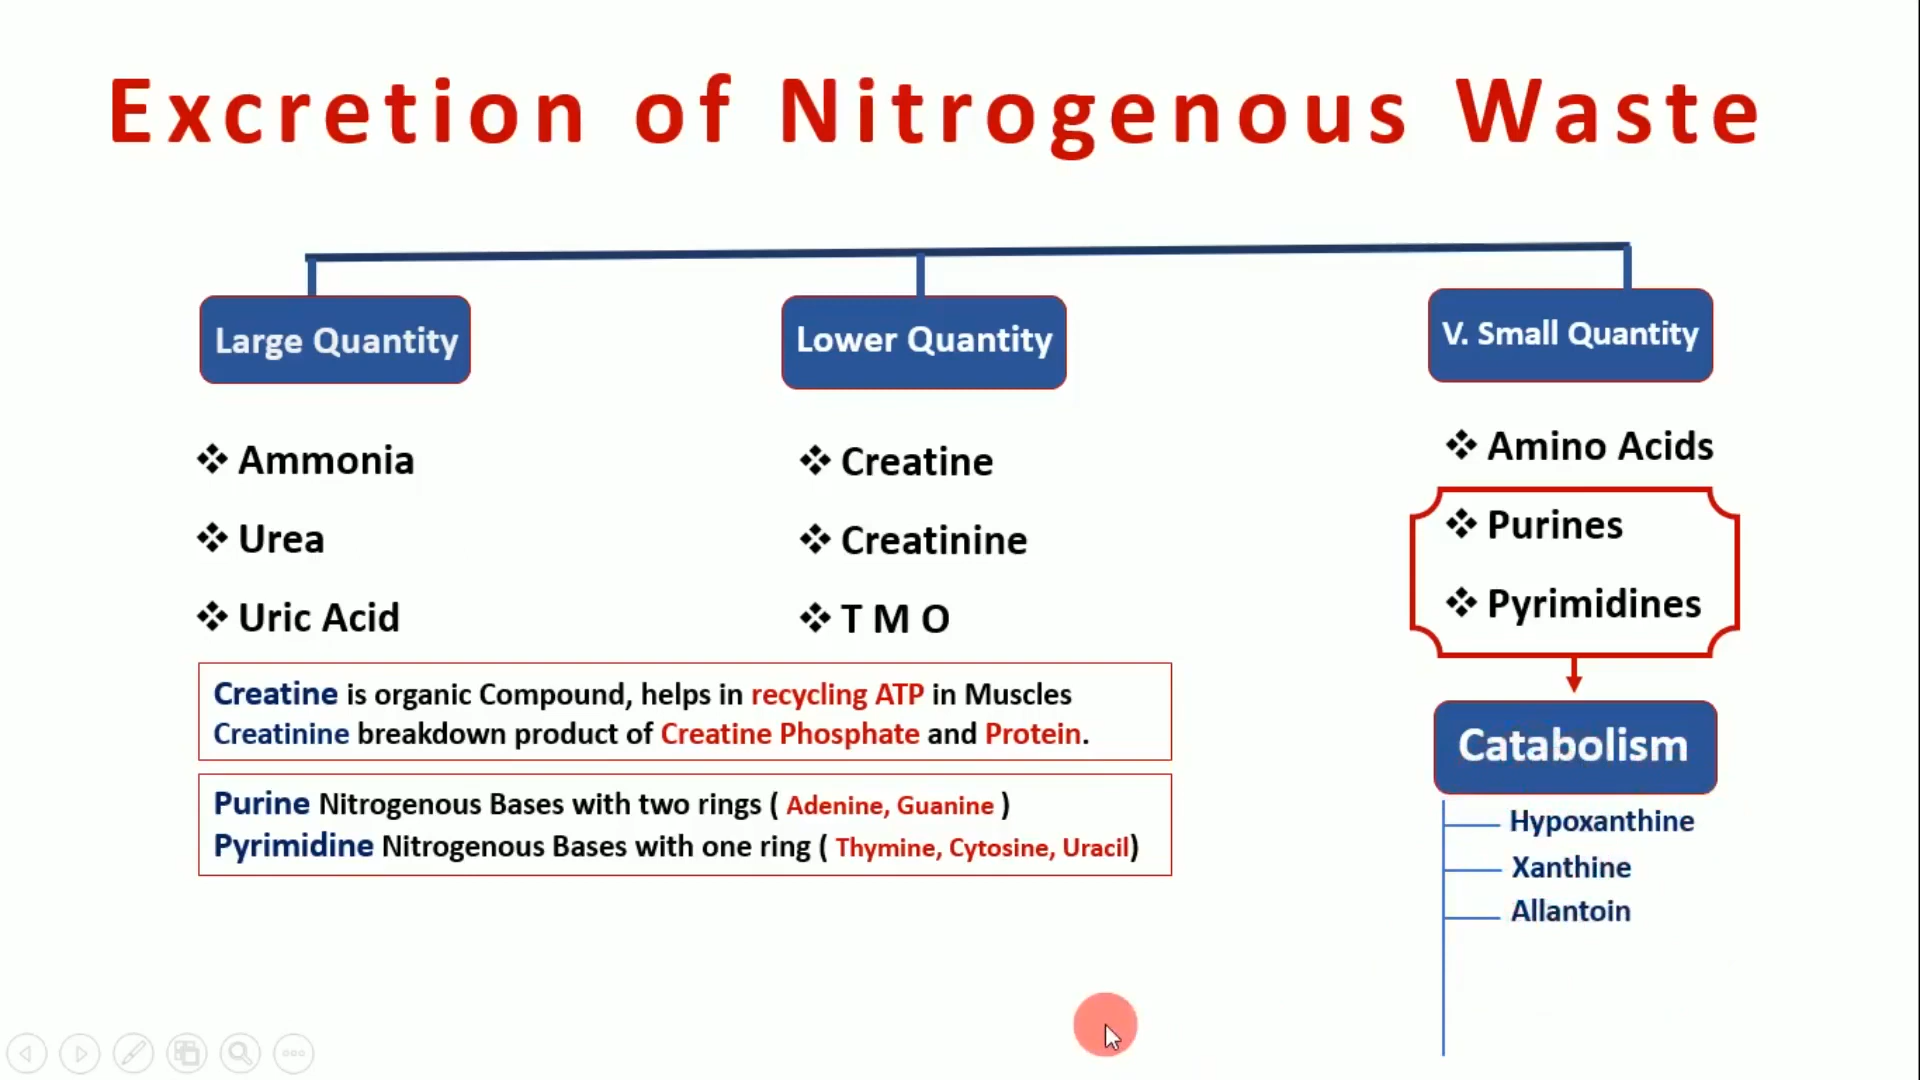 Excretion of Nitrogenous Waste
Large Quantity
Ammonia
Urea
Uric Acid
Lower Quantity
Creatine
Creatinine
T M O
V. Small Quantity
Amino Acids
Purines
Pyrimidines
Catabolism
Hypoxanthine
Xanthine
Allantoin
Creatine is organic Compound, helps in recycling ATP in Muscles
Creatinine breakdown product of Creatine Phosphate and Protein.
Purine Nitrogenous Bases with two rings ( Adenine, Guanine )
Pyrimidine Nitrogenous Bases with one ring ( Thymine, Cytosine, Uracil)